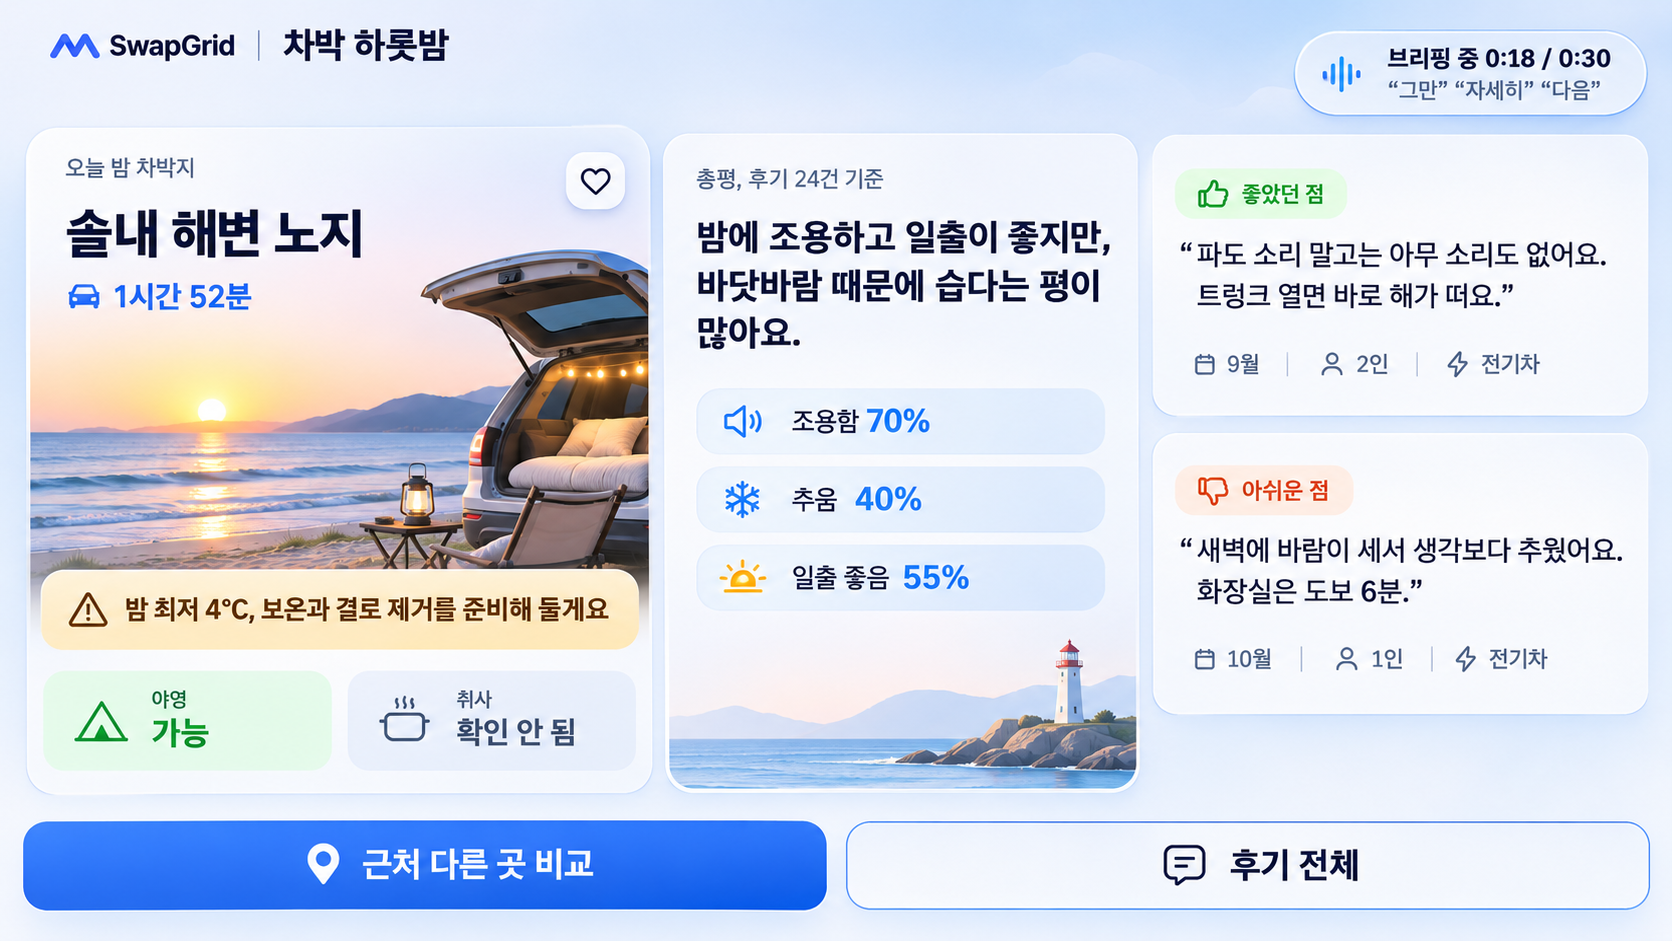 SwapGrid
차박 하룻밤
브리핑 중 0:18 / 0:30
“그만” “자세히” “다음”
오늘 밤 차박지
솔내 해변 노지
1시간 52분
밤 최저 4°C, 보온과 결로 제거를 준비해 둘게요
야영
가능
취사
확인 안 됨
총평, 후기 24건 기준
밤에 조용하고 일출이 좋지만,
바닷바람 때문에 습다는 평이
많아요.
조용함 70%
추움 40%
일출 좋음 55%
좋았던 점
“파도 소리 말고는 아무 소리도 없어요.
트렁크 열면 바로 해가 떠요.”
9월
2인
전기차
아쉬운 점
“새벽에 바람이 세서 생각보다 추웠어요.
화장실은 도보 6분.”
10월
1인
전기차
근처 다른 곳 비교
후기 전체